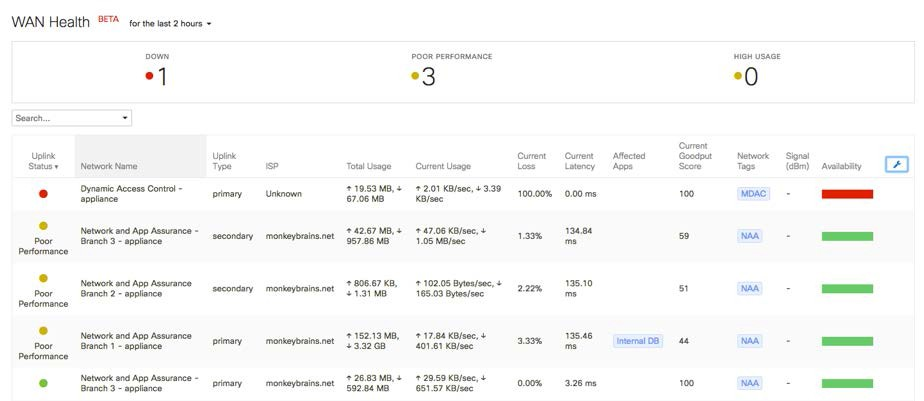 WAN Health BETA for the last 2 hours
DOWN POOR PERFORMANCE HIGH USAGE
1 3 0
Search...
Uplink Status Network Name Uplink Type ISP Total Usage Current Usage Current Loss Current Latency Affected Apps Current Goodput Score Network Tags Signal (dBm) Availability
Dynamic Access Control - appliance primary Unknown ↑ 19.53 MB, ↓ 67.06 MB ↑ 2.01 KB/sec, ↓ 3.39 KB/sec 100.00% 0.00 ms 100 MDAC -
Poor Performance Network and App Assurance - Branch 3 - appliance secondary monkeybrains.net ↑ 42.67 MB, ↓ 957.86 MB ↑ 47.06 KB/sec, ↓ 1.05 MB/sec 1.33% 134.84 ms 59 NAA -
Poor Performance Network and App Assurance Branch 2 - appliance secondary monkeybrains.net ↑ 806.67 KB, ↓ 1.31 MB ↑ 102.05 Bytes/sec, ↓ 165.03 Bytes/sec 2.22% 135.10 ms 51 NAA -
Poor Performance Network and App Assurance Branch 1 - appliance primary monkeybrains.net ↑ 152.13 MB, ↓ 3.32 GB ↑ 17.84 KB/sec, ↓ 401.61 KB/sec 3.33% 135.46 ms Internal DB 44 NAA -
Network and App Assurance - Branch 3 - appliance primary monkeybrains.net ↑ 26.83 MB, ↓ 592.84 MB ↑ 29.59 KB/sec, ↓ 651.57 KB/sec 0.00% 3.26 ms 100 NAA -